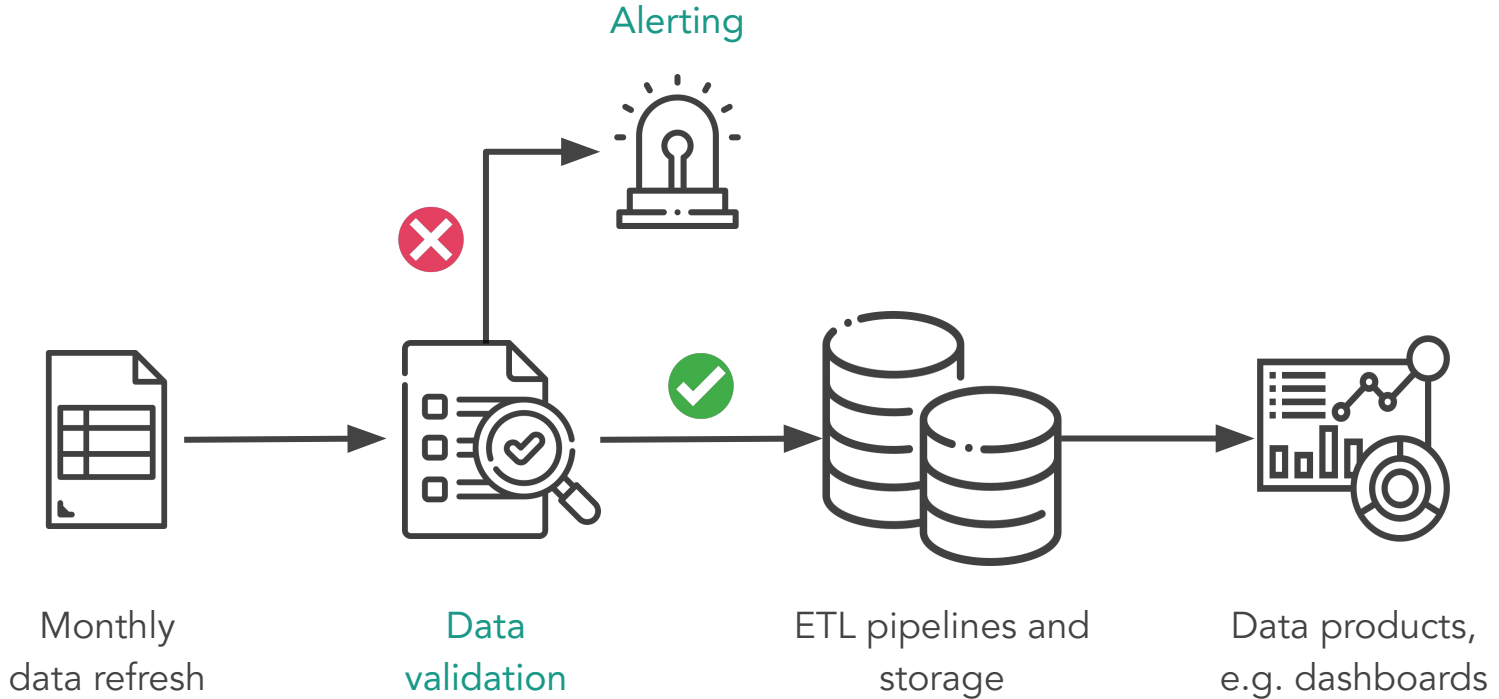 Alerting
Monthly
data refresh
Data
validation
ETL pipelines and
storage
Data products,
e.g. dashboards